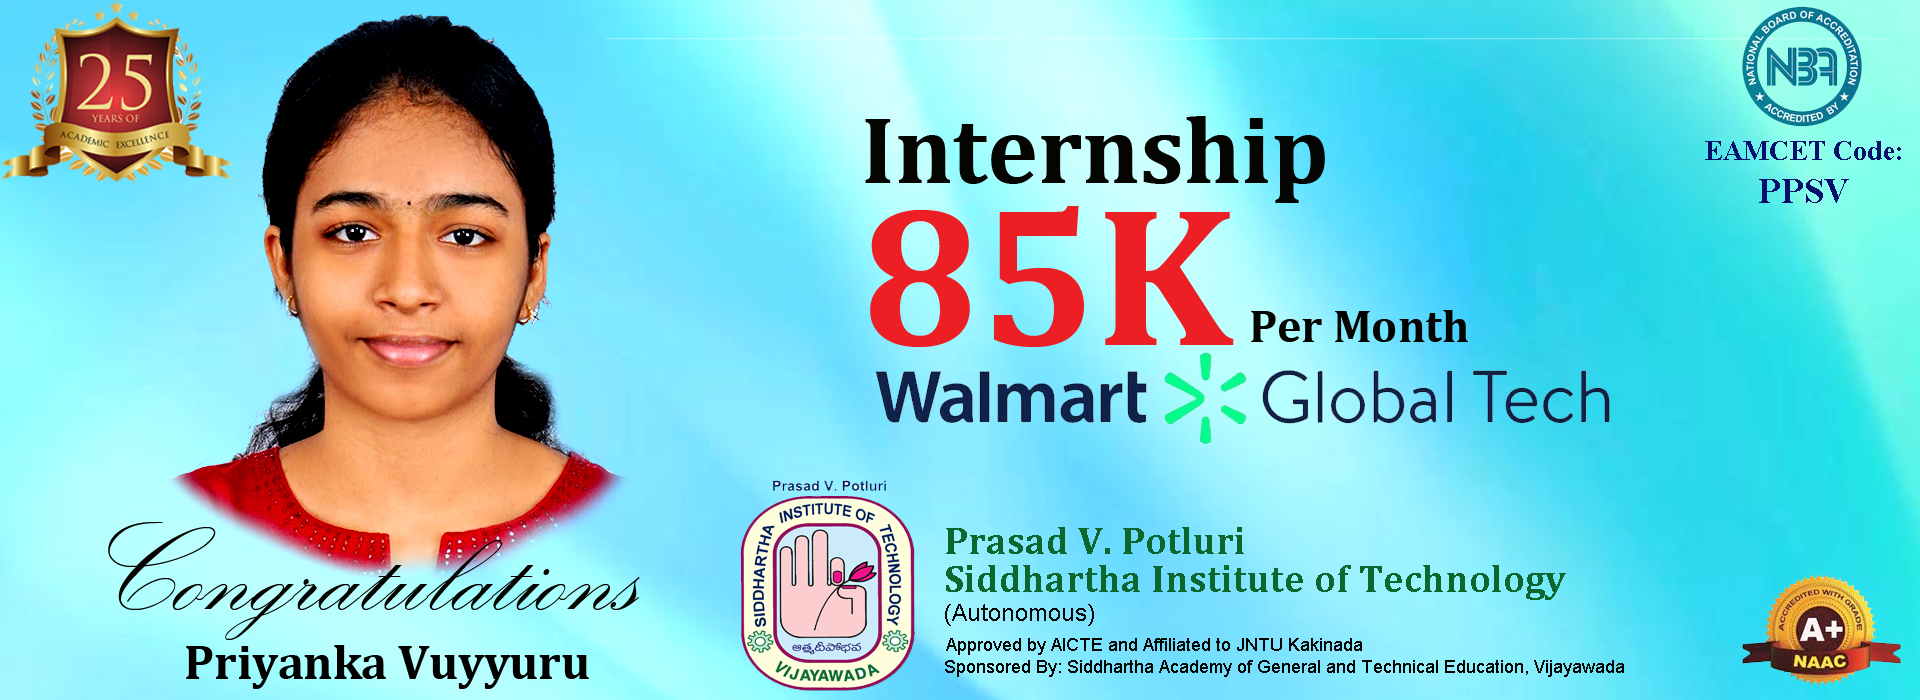 25
YEARS OF
ACADEMIC EXCELLENCE
NATIONAL BOARD OF ACCREDITATION
NBA
ACCREDITED BY
EAMCET Code:
PPSV
Internship
85K Per Month
Walmart Global Tech
Congratulations
Priyanka Vuyyuru
Prasad V. Potluri
SIDDHARTHA INSTITUTE OF TECHNOLOGY
ఆత్మదీపోభవ
VIJAYAWADA
Prasad V. Potluri
Siddhartha Institute of Technology
(Autonomous)
Approved by AICTE and Affiliated to JNTU Kakinada
Sponsored By: Siddhartha Academy of General and Technical Education, Vijayawada
ACCREDITED WITH GRADE
A+
NAAC